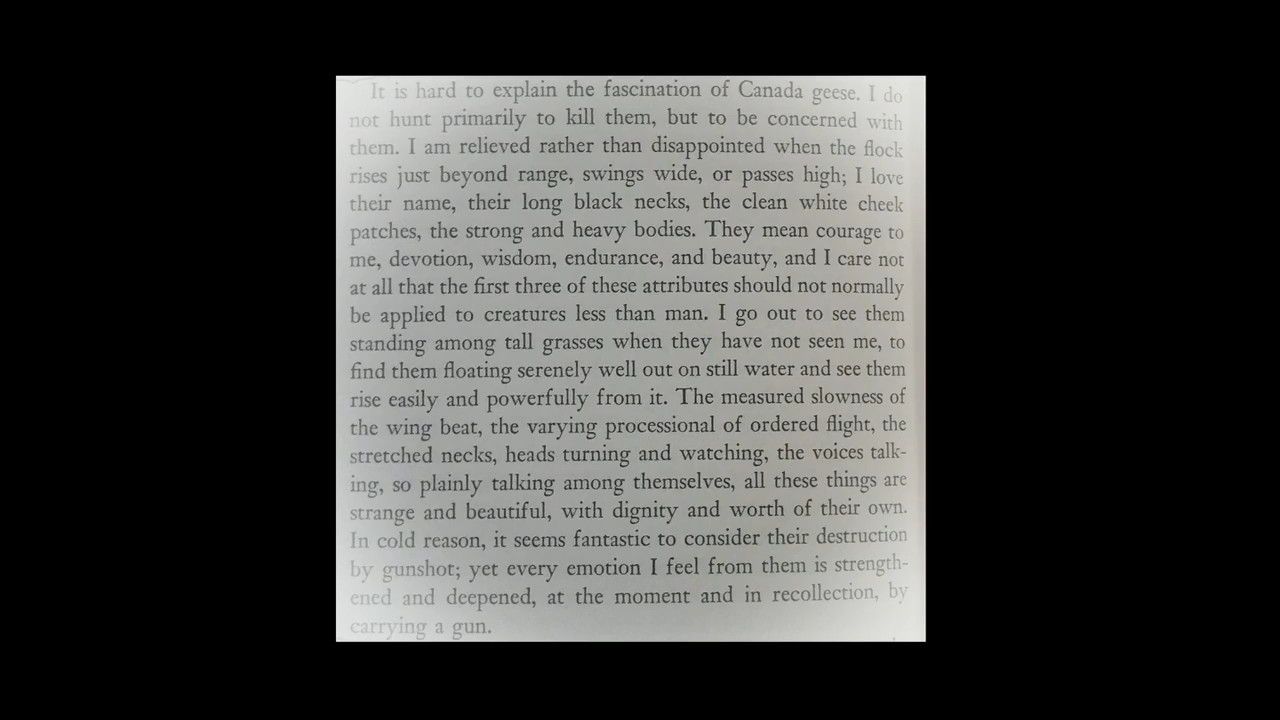 It is hard to explain the fascination of Canada geese. I do
not hunt primarily to kill them, but to be concerned with
them. I am relieved rather than disappointed when the flock
rises just beyond range, swings wide, or passes high; I love
their name, their long black necks, the clean white cheek
patches, the strong and heavy bodies. They mean courage to
me, devotion, wisdom, endurance, and beauty, and I care not
at all that the first three of these attributes should not normally
be applied to creatures less than man. I go out to see them
standing among tall grasses when they have not seen me, to
find them floating serenely well out on still water and see them
rise easily and powerfully from it. The measured slowness of
the wing beat, the varying processional of ordered flight, the
stretched necks, heads turning and watching, the voices talk-
ing, so plainly talking among themselves, all these things are
strange and beautiful, with dignity and worth of their own.
In cold reason, it seems fantastic to consider their destruction
by gunshot; yet every emotion I feel from them is strength-
ened and deepened, at the moment and in recollection, by
carrying a gun.